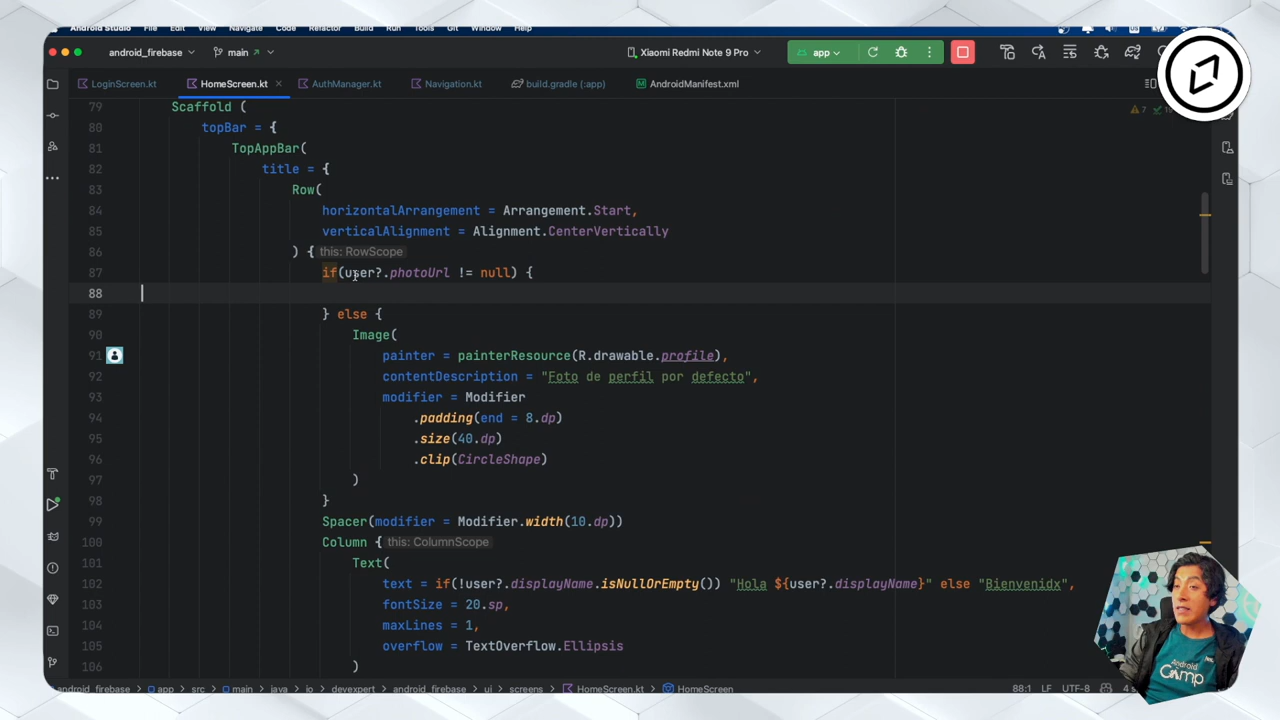 Android Studio File Edit View Navigate Code Refactor Build Run Tools Git Window Help
android_firebase main Xiaomi Redmi Note 9 Pro app
LoginScreen.kt HomeScreen.kt AuthManager.kt Navigation.kt build.gradle (:app) AndroidManifest.xml
79 Scaffold (
80 topBar = {
81 TopAppBar(
82 title = {
83 Row(
84 horizontalArrangement = Arrangement.Start,
85 verticalAlignment = Alignment.CenterVertically
86 ) { this: RowScope
87 if(user?.photoUrl != null) {
88
89 } else {
90 Image(
91 painter = painterResource(R.drawable.profile),
92 contentDescription = "Foto de perfil por defecto",
93 modifier = Modifier
94 .padding(end = 8.dp)
95 .size(40.dp)
96 .clip(CircleShape)
97 )
98 }
99 Spacer(modifier = Modifier.width(10.dp))
100 Column { this: ColumnScope
101 Text(
102 text = if(!user?.displayName.isNullOrEmpty()) "Hola ${user?.displayName}" else "Bienvenidx",
103 fontSize = 20.sp,
104 maxLines = 1,
105 overflow = TextOverflow.Ellipsis
106 )
7
Android
Camp
android_firebase app src main java io devexpert android_firebase ui screens HomeScreen.kt HomeScreen 88:1 LF UTF-8